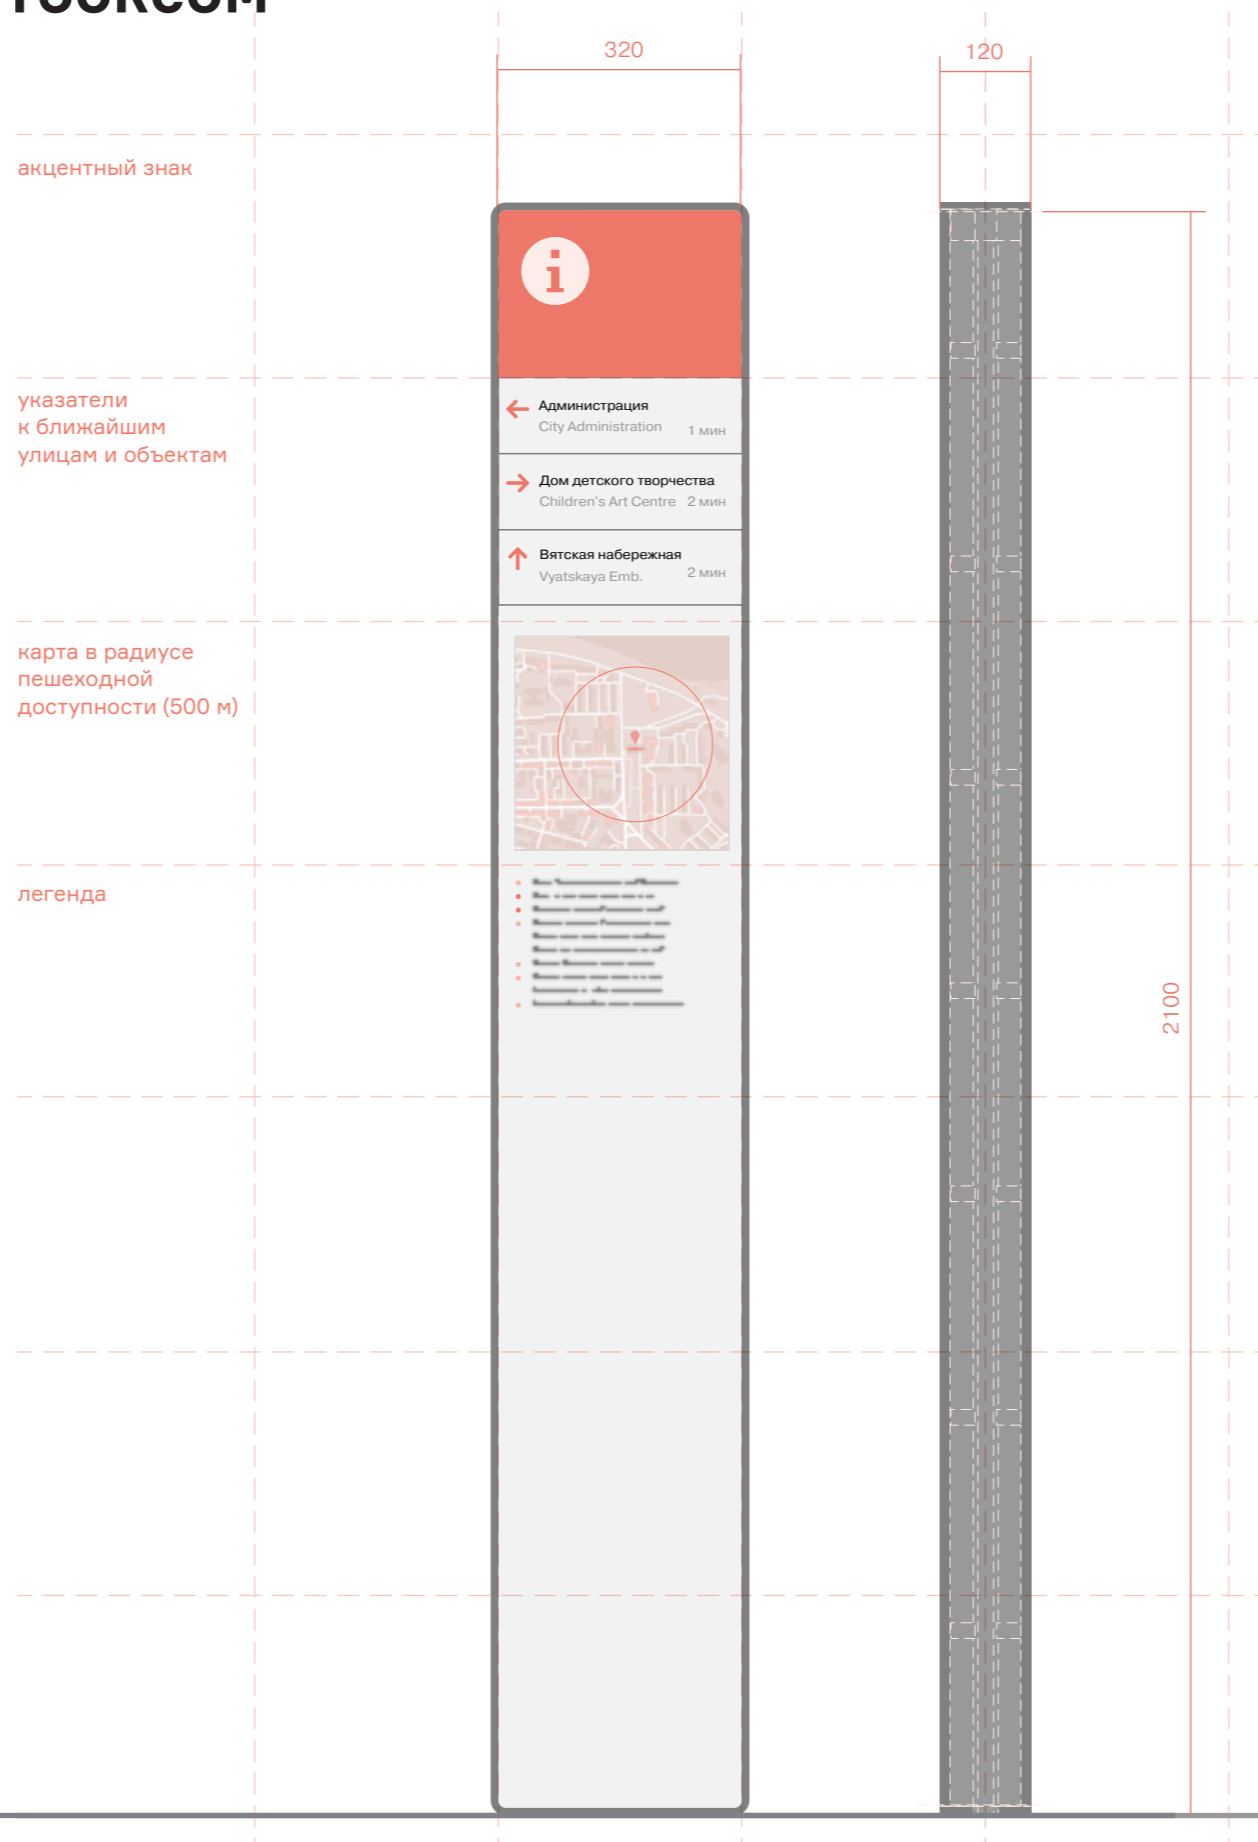 320
120
акцентный знак
i
указатели
к ближайшим
улицам и объектам
Администрация
City Administration 1 мин
Дом детского творчества
Children's Art Centre 2 мин
Вятская набережная
Vyatskaya Emb. 2 мин
карта в радиусе
пешеходной
доступности (500 м)
легенда
2100